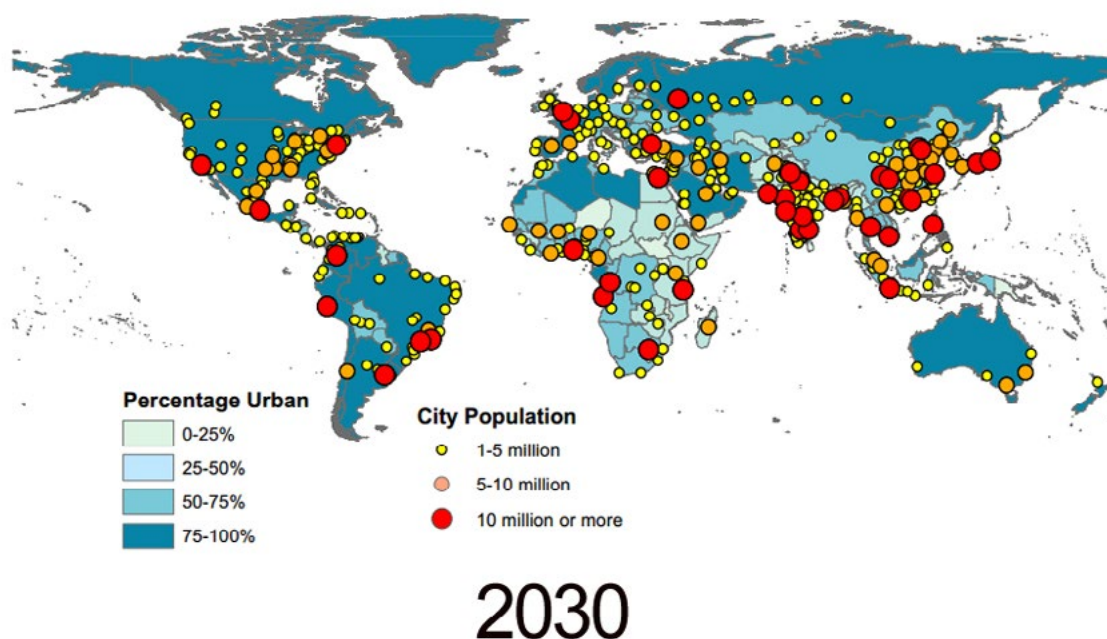 Percentage Urban
0-25%
25-50%
50-75%
75-100%
City Population
1-5 million
5-10 million
10 million or more
2030